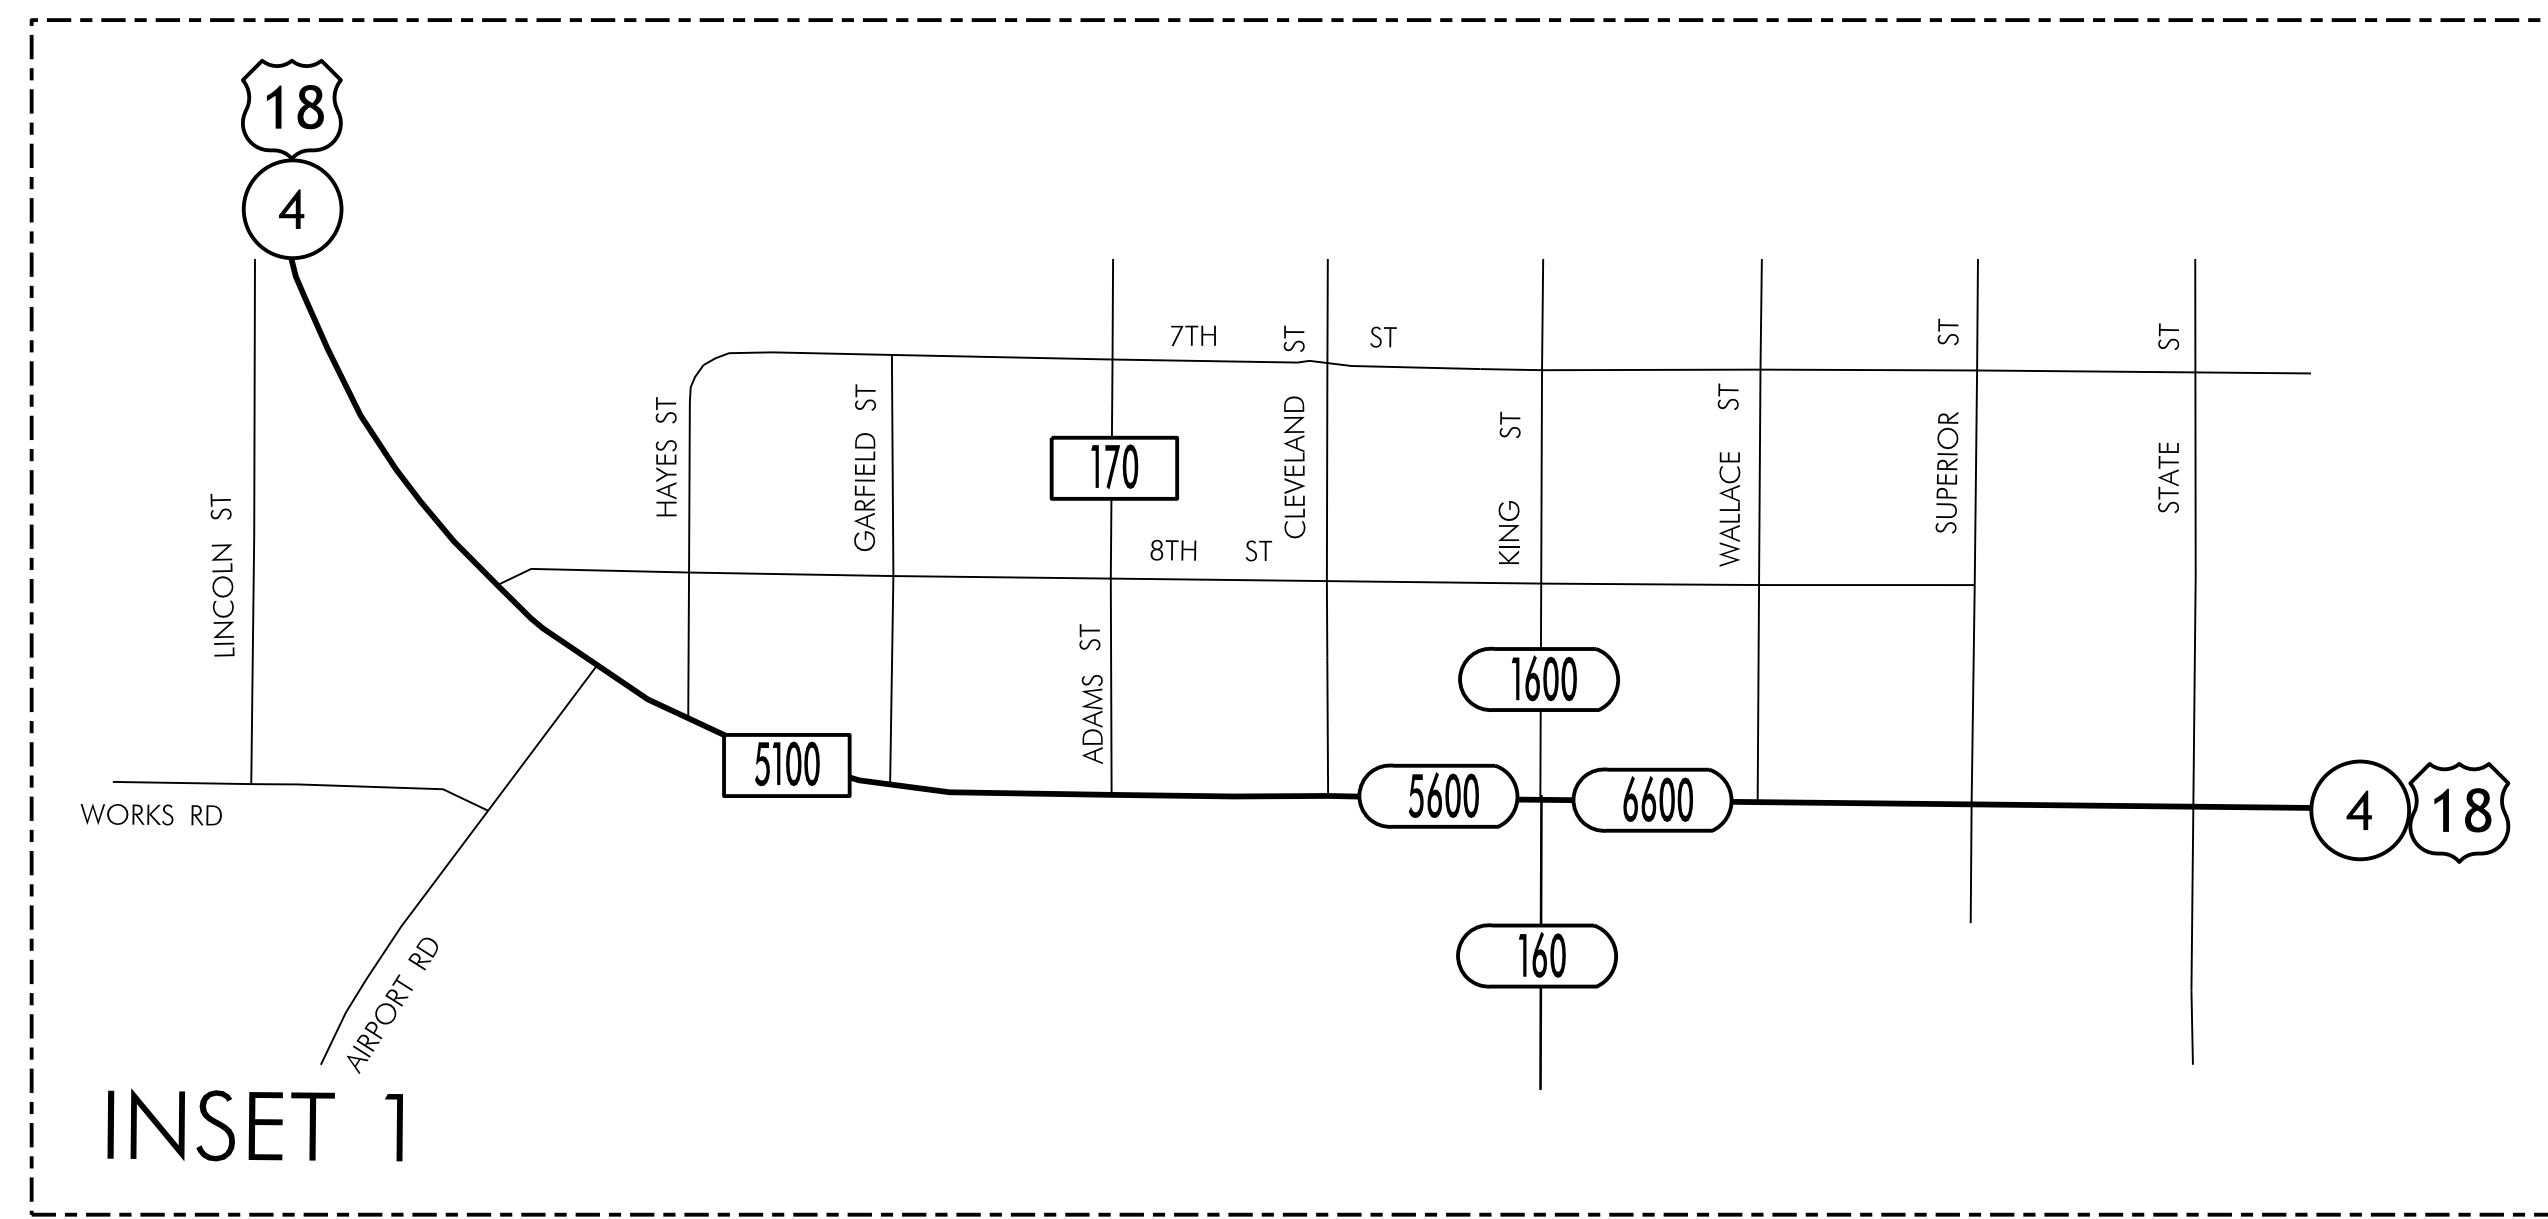 18
4
7TH ST
HAYES ST
GARFIELD ST
170
CLEVELAND ST
KING ST
WALLACE ST
SUPERIOR ST
STATE ST
LINCOLN ST
8TH ST
ADAMS ST
1600
5100
5600
6600
4
18
WORKS RD
160
AIRPORT RD
INSET 1